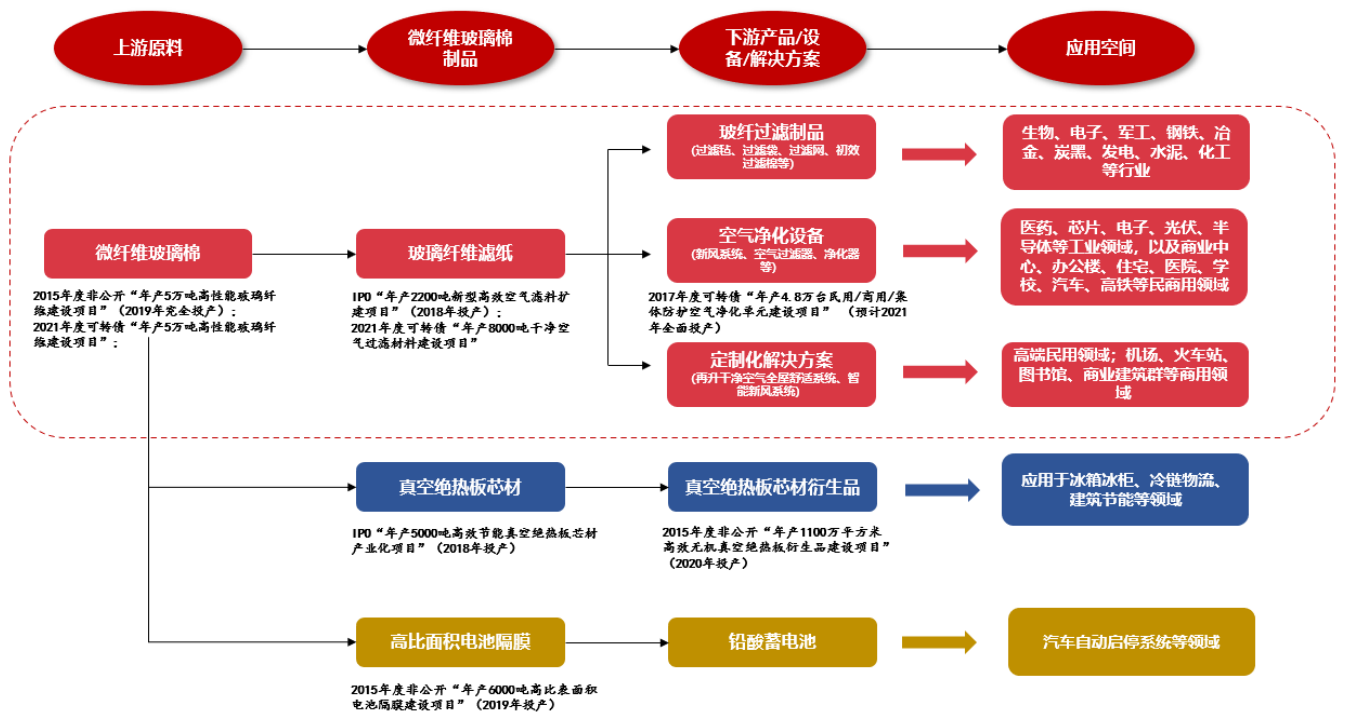 上游原料
微纤维玻璃棉
制品
下游产品/设
备/解决方案
应用空间
玻纤过滤制品
(过滤毡、过滤袋、过滤网、初效
过滤棉等)
生物、电子、军工、钢铁、冶
金、炭黑、发电、水泥、化工
等行业
微纤维玻璃棉
2015年度非公开“年产5万吨高性能玻璃纤
维建设项目”（2019年完全投产）；
2021年度可转债“年产5万吨高性能玻璃纤
维建设项目”；
玻璃纤维滤纸
IPO“年产2200吨新型高效空气滤料扩
建项目”（2018年投产）；
2021年度可转债“年产8000吨干净空
气过滤材料建设项目”
空气净化设备
(新风系统、空气过滤器、净化器
等)
2017年度可转债“年产4.8万台民用/商用/集
体防护空气净化单元建设项目”（预计2021
年全面投产）
医药、芯片、电子、光伏、半
导体等工业领域，以及商业中
心、办公楼、住宅、医院、学
校、汽车、高铁等民商用领域
定制化解决方案
(再升干净空气全屋舒适系统、智
能新风系统)
高端民用领域；机场、火车站、
图书馆、商业建筑群等商用领
域
真空绝热板芯材
IPO“年产5000吨高效节能真空绝热板芯材
产业化项目”（2018年投产）
真空绝热板芯材衍生品
2015年度非公开“年产1100万平方米
高效无机真空绝热板衍生品建设项目”
（2020年投产）
应用于冰箱冰柜、冷链物流、
建筑节能等领域
高比面积电池隔膜
2015年度非公开“年产6000吨高比表面积
电池隔膜建设项目”（2019年投产）
铅酸蓄电池
汽车自动启停系统等领域